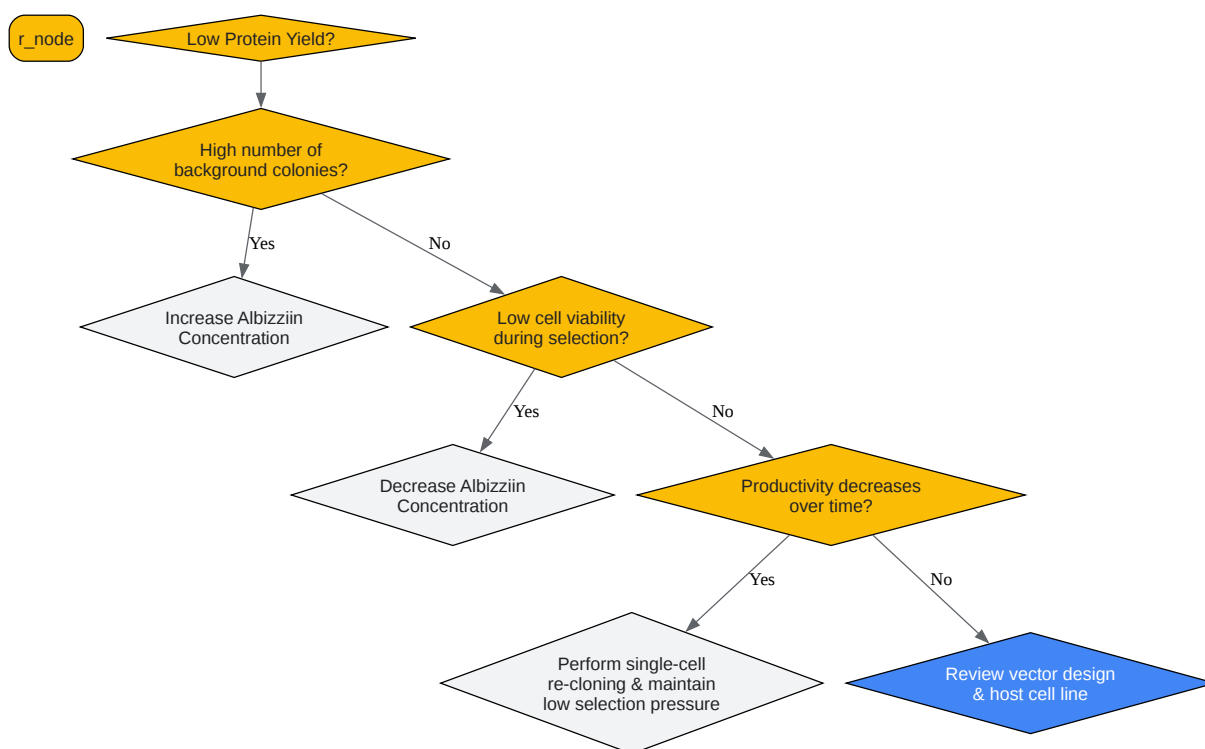 r_node
Low Protein Yield?
High number of
background colonies?
Yes
No
Increase Albizziin
Concentration
Low cell viability
during selection?
Yes
No
Decrease Albizziin
Concentration
Productivity decreases
over time?
Yes
No
Perform single-cell
re-cloning & maintain
low selection pressure
Review vector design
& host cell line